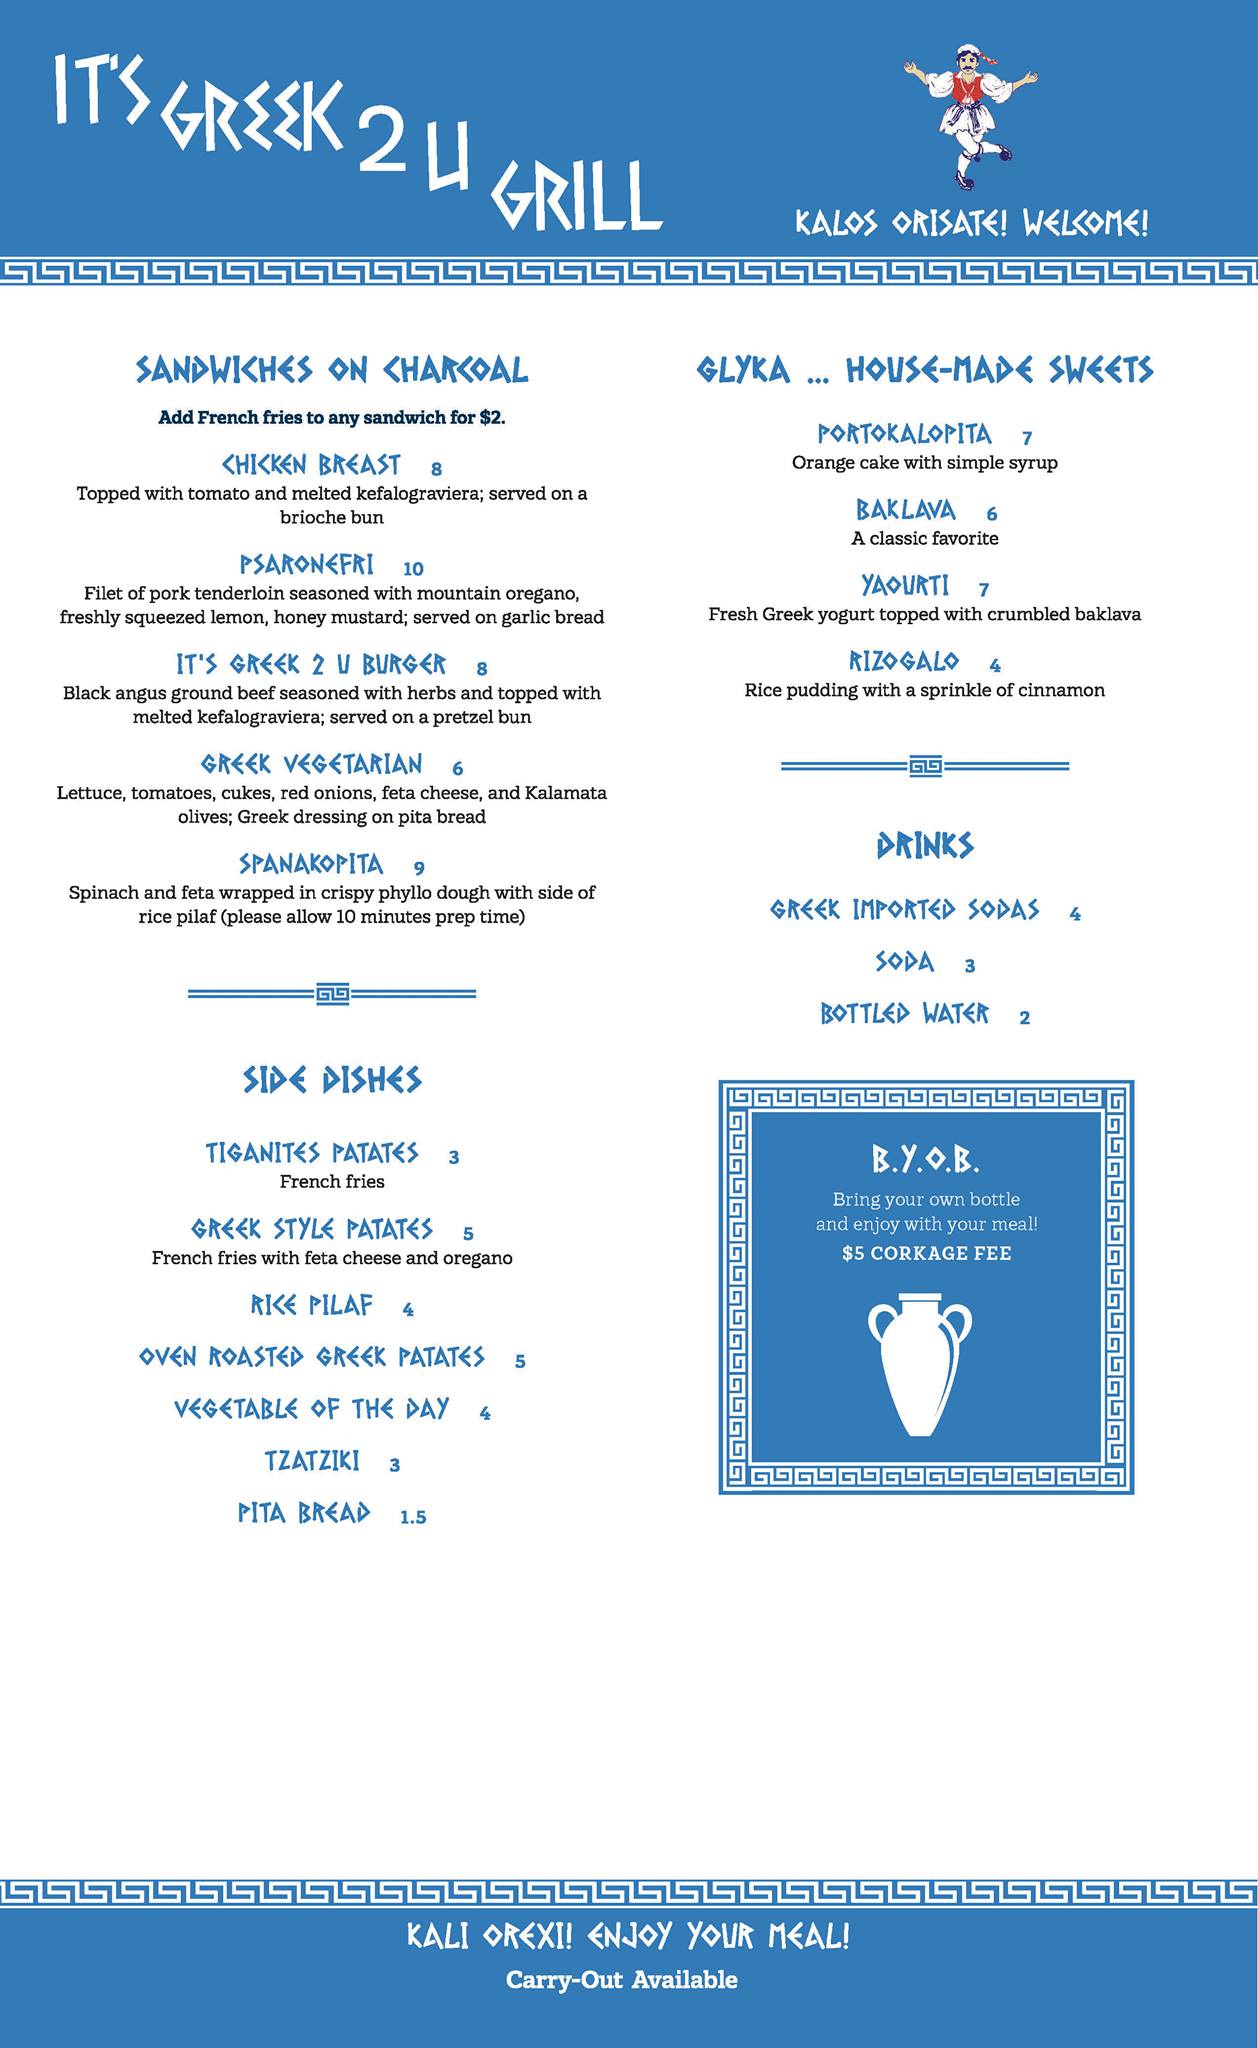 IT'S GREEK 2 U GRILL
KALOS ORISATE! WELCOME!
SANDWICHES ON CHARCOAL
Add French fries to any sandwich for $2.
CHICKEN BREAST 8
Topped with tomato and melted kefalograviera; served on a
brioche bun
PSARONEFRI 10
Filet of pork tenderloin seasoned with mountain oregano,
freshly squeezed lemon, honey mustard; served on garlic bread
IT'S GREEK 2 U BURGER 8
Black angus ground beef seasoned with herbs and topped with
melted kefalograviera; served on a pretzel bun
GREEK VEGETARIAN 6
Lettuce, tomatoes, cukes, red onions, feta cheese, and Kalamata
olives; Greek dressing on pita bread
SPANAKOPITA 9
Spinach and feta wrapped in crispy phyllo dough with side of
rice pilaf (please allow 10 minutes prep time)
SIDE DISHES
TIGANITES PATATES 3
French fries
GREEK STYLE PATATES 5
French fries with feta cheese and oregano
RICE PILAF 4
OVEN ROASTED GREEK PATATES 5
VEGETABLE OF THE DAY 4
TZATZIKI 3
PITA BREAD 1.5
GLYKA ... HOUSE-MADE SWEETS
PORTOKALOPITA 7
Orange cake with simple syrup
BAKLAVA 6
A classic favorite
YAOURTI 7
Fresh Greek yogurt topped with crumbled baklava
RIZOGALO 4
Rice pudding with a sprinkle of cinnamon
DRINKS
GREEK IMPORTED SODAS 4
SODA 3
BOTTLED WATER 2
B.Y.O.B.
Bring your own bottle
and enjoy with your meal!
$5 CORKAGE FEE
KALI OREXI! ENJOY YOUR MEAL!
Carry-Out Available